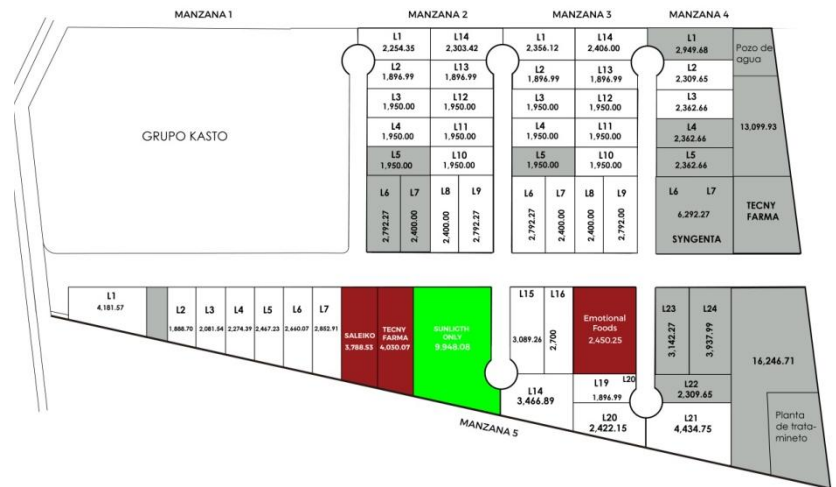 MANZANA 1
MANZANA 2
MANZANA 3
MANZANA 4
GRUPO KASTO
L1
2,254.35
L14
2,303.42
L2
1,896.99
L13
1,896.99
L3
1,950.00
L12
1,950.00
L4
1,950.00
L11
1,950.00
L5
1,950.00
L10
1,950.00
L6
2,792.27
L7
2,400.00
L8
2,400.00
L9
2,792.27
L1
2,356.12
L14
2,406.00
L2
1,896.99
L13
1,896.99
L3
1,950.00
L12
1,950.00
L4
1,950.00
L11
1,950.00
L5
1,950.00
L10
1,950.00
L6
2,792.27
L7
2,400.00
L8
2,400.00
L9
2,792.00
L1
2,949.68
L2
2,309.65
L3
2,362.66
L4
2,362.66
L5
2,362.66
L6 L7
6,292.27
SYNGENTA
Pozo de
agua
13,099.93
TECNY
FARMA
L1
4,181.57
L2
1,888.70
L3
2,081.54
L4
2,274.39
L5
2,467.23
L6
2,660.07
L7
2,852.91
SALEIKO
3,788.53
TECNY
FARMA
4,030.07
SUNLIGTH
ONLY
9,948.08
L15
3,089.26
L16
2,700
Emotional
Foods
2,450.25
L14
3,466.89
L19
1,896.99
L20
L20
2,422.15
L23
3,142.27
L24
3,937.99
L22
2,309.65
L21
4,434.75
16,246.71
Planta
de trata-
mineto
MANZANA 5